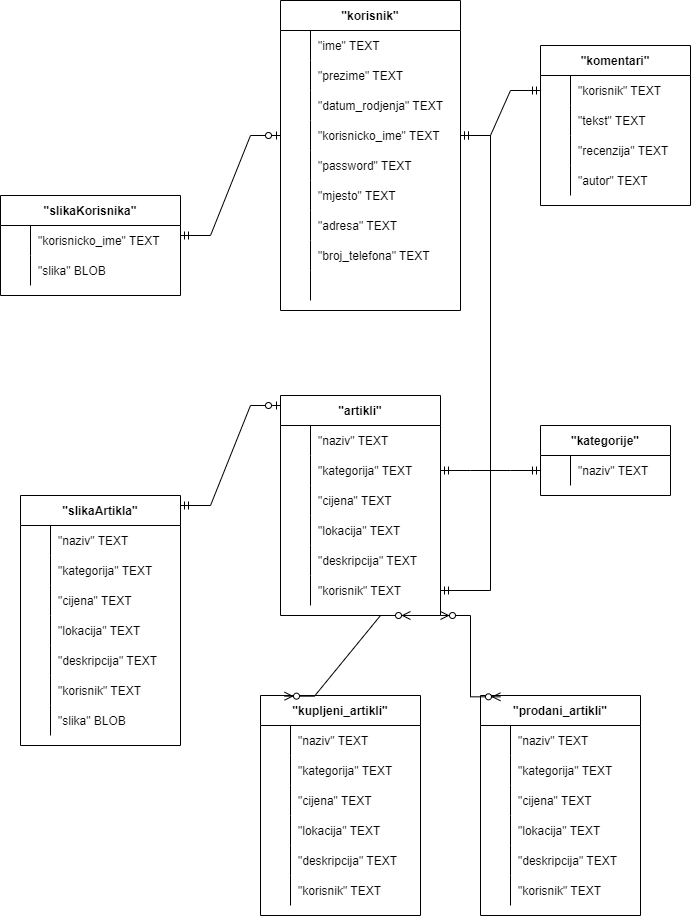 "korisnik"
"ime" TEXT
"prezime" TEXT
"datum_rodjenja" TEXT
"korisnicko_ime" TEXT
"password" TEXT
"mjesto" TEXT
"adresa" TEXT
"broj_telefona" TEXT
"komentari"
"korisnik" TEXT
"tekst" TEXT
"recenzija" TEXT
"autor" TEXT
"slikaKorisnika"
"korisnicko_ime" TEXT
"slika" BLOB
"artikli"
"naziv" TEXT
"kategorija" TEXT
"cijena" TEXT
"lokacija" TEXT
"deskripcija" TEXT
"korisnik" TEXT
"kategorije"
"naziv" TEXT
"slikaArtikla"
"naziv" TEXT
"kategorija" TEXT
"cijena" TEXT
"lokacija" TEXT
"deskripcija" TEXT
"korisnik" TEXT
"slika" BLOB
"kupljeni_artikli"
"naziv" TEXT
"kategorija" TEXT
"cijena" TEXT
"lokacija" TEXT
"deskripcija" TEXT
"korisnik" TEXT
"prodani_artikli"
"naziv" TEXT
"kategorija" TEXT
"cijena" TEXT
"lokacija" TEXT
"deskripcija" TEXT
"korisnik" TEXT